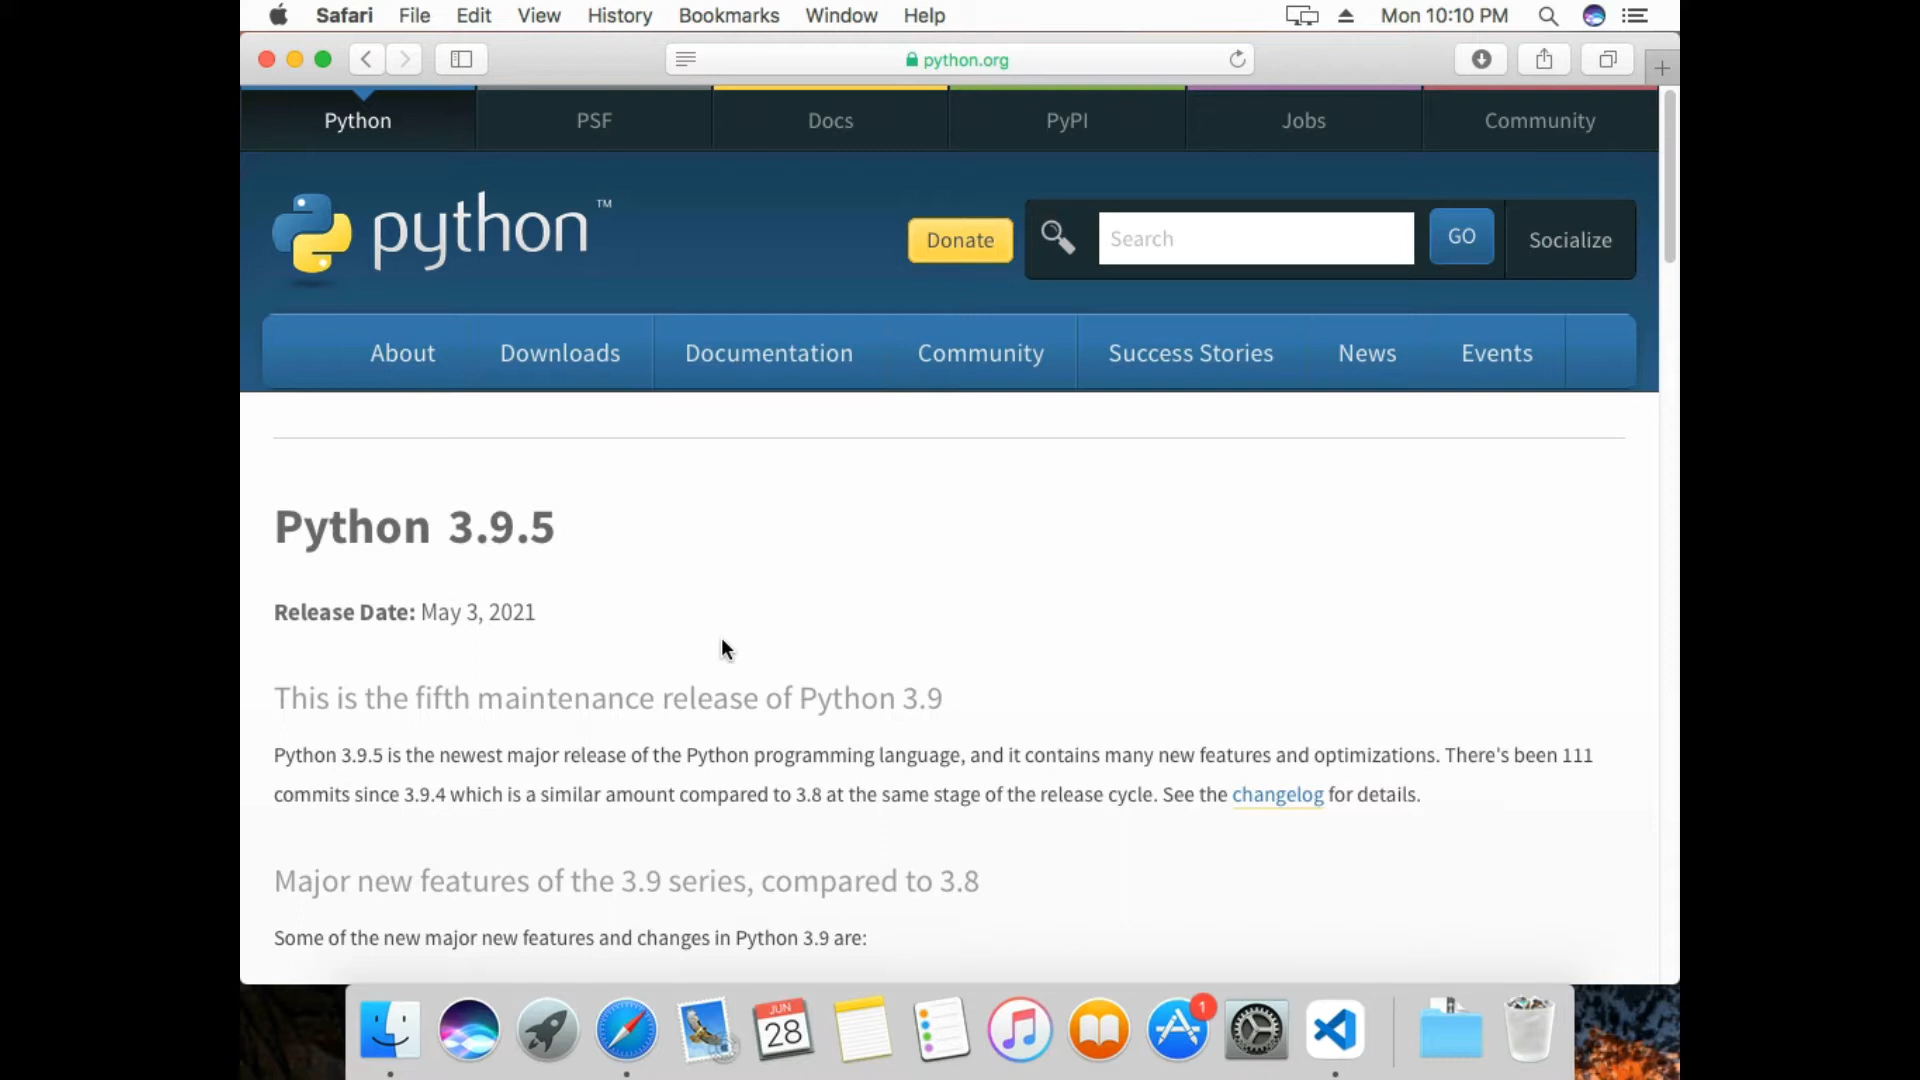 Safari File Edit View History Bookmarks Window Help Mon 10:10 PM
python.org
Python PSF Docs PyPI Jobs Community
python™ Donate Search GO Socialize
About Downloads Documentation Community Success Stories News Events
Python 3.9.5
Release Date: May 3, 2021
This is the fifth maintenance release of Python 3.9
Python 3.9.5 is the newest major release of the Python programming language, and it contains many new features and optimizations. There's been 111
commits since 3.9.4 which is a similar amount compared to 3.8 at the same stage of the release cycle. See the changelog for details.
Major new features of the 3.9 series, compared to 3.8
Some of the new major new features and changes in Python 3.9 are:
JUN
28
1